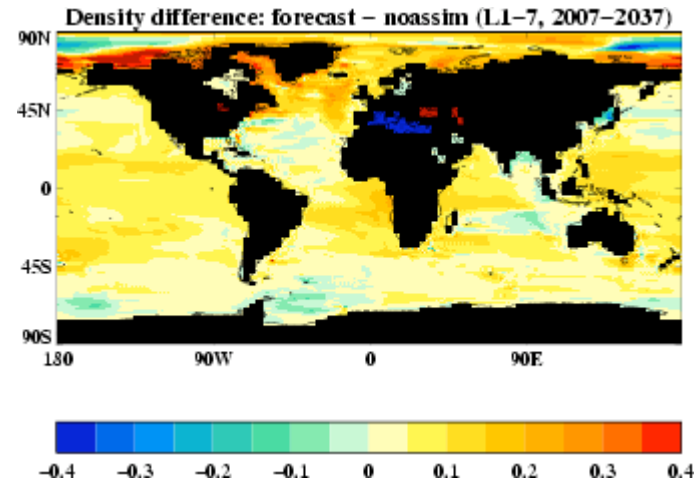 Density difference: forecast − noassim (L1−7, 2007−2037)
90N
45N
0
45S
90S
180 90W 0 90E
−0.4 −0.3 −0.2 −0.1 0 0.1 0.2 0.3 0.4